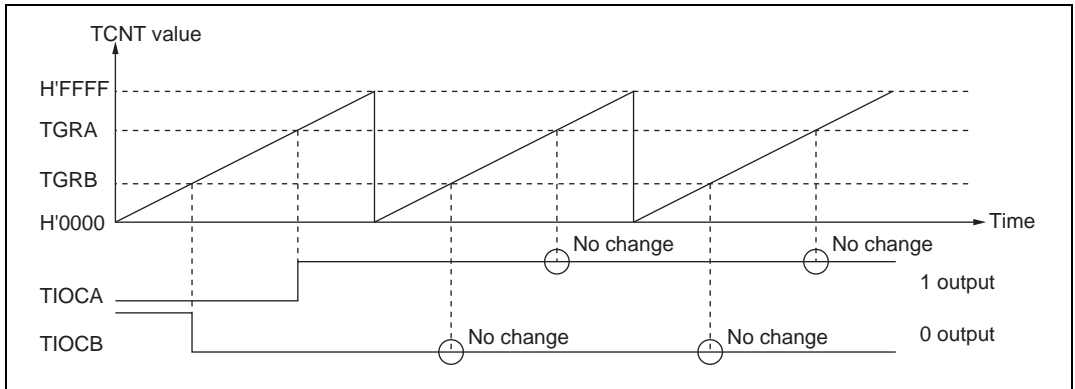 TCNT value
H'FFFF
TGRA
TGRB
H'0000
Time
No change
No change
1 output
TIOCA
No change
No change
0 output
TIOCB